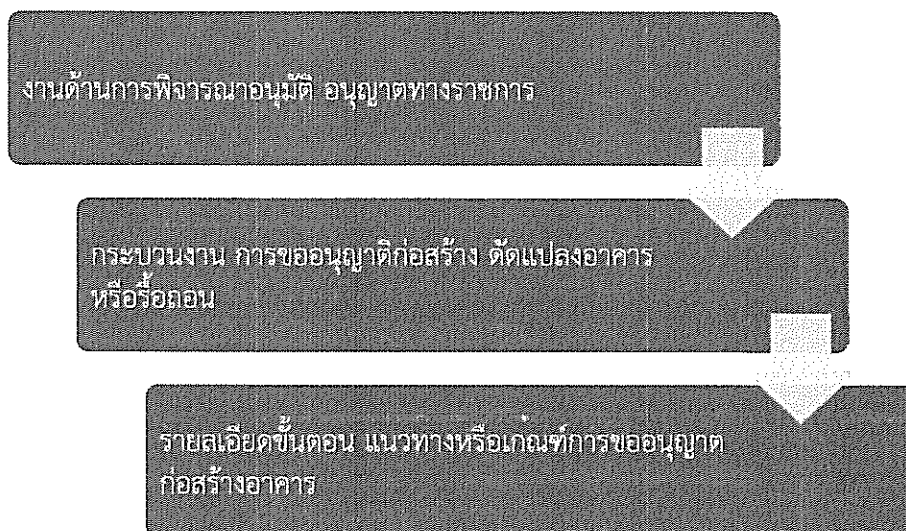 งานด้านการพิจารณาอนุมัติ อนุญาตทางราชการ
กระบวนงาน การขออนุญาติก่อสร้าง ดัดแปลงอาคาร
หรือรื้อถอน
รายละเอียดขั้นตอน แนวทางหรือเกณฑ์การขออนุญาต
ก่อสร้างอาคาร